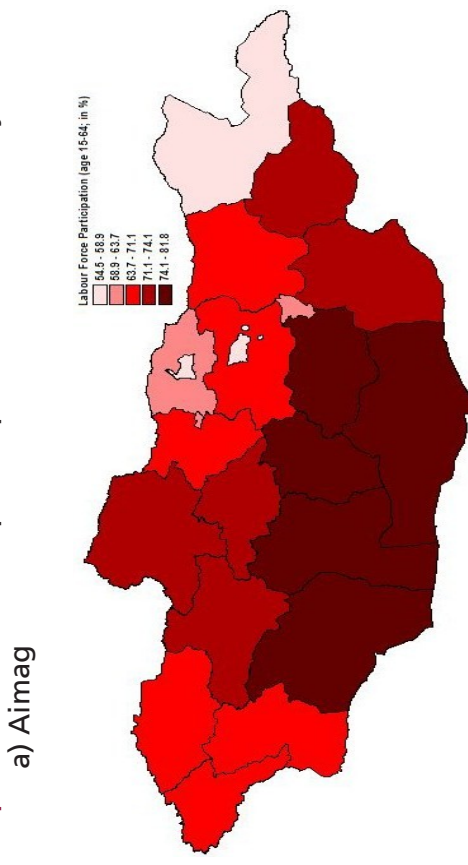 a) Aimag
Labour Force Participation (age 15-64; in %)
54.5 - 58.9
58.9 - 63.7
63.7 - 71.1
71.1 - 74.1
74.1 - 81.8